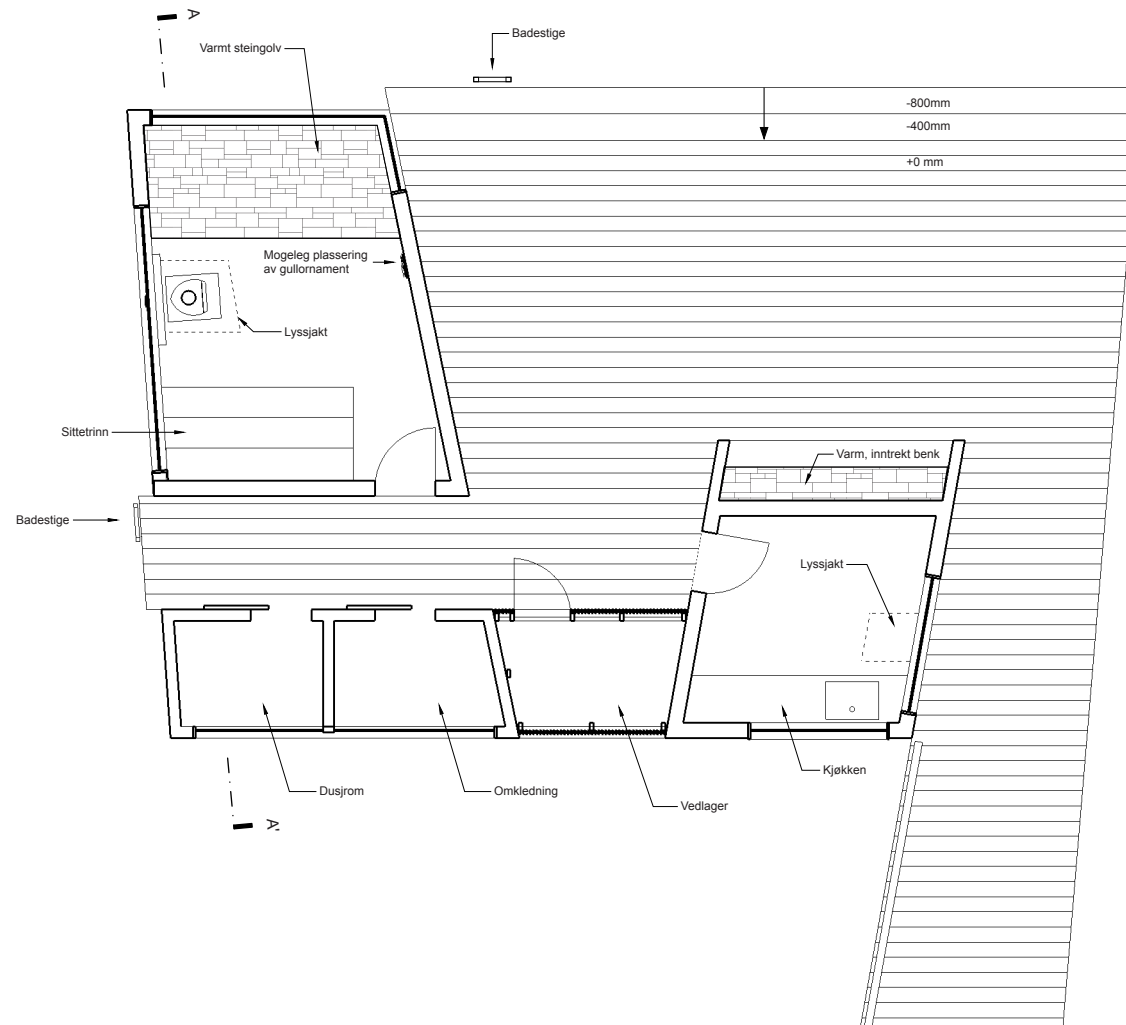 A
Varmt steingolv
Badestige
-800mm
-400mm
+0 mm
Mogeleg plassering
av gullornament
Lyssjakt
Sittetrinn
Varm, inntrekt benk
Badestige
Lyssjakt
Kjøkken
Dusjrom
Omkledning
Vedlager
A'